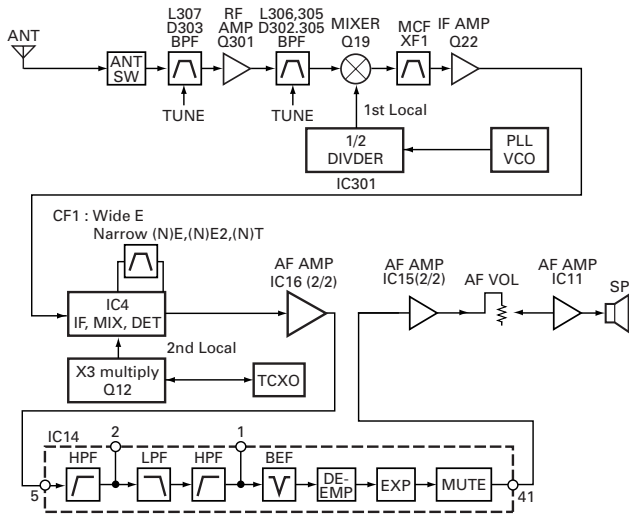 ANT
ANT
SW
L307
D303
BPF
TUNE
RF
AMP
Q301
L306,305
D302.305
BPF
TUNE
MIXER
Q19
MCF
XF1
IF AMP
Q22
1st Local
1/2
DIVDER
IC301
PLL
VCO
CF1 : Wide E
Narrow (N)E,(N)E2,(N)T
IC4
IF, MIX, DET
2nd Local
X3 multiply
Q12
TCXO
AF AMP
IC16 (2/2)
AF AMP
IC15(2/2)
AF VOL
AF AMP
IC11
SP
IC14
5
HPF
2
LPF
HPF
1
BEF
DE-
EMP
EXP
MUTE
41